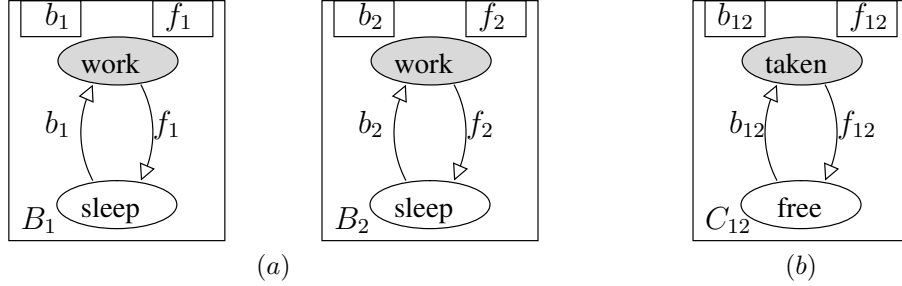 b1 f1 b2 f2 b12 f12
work work taken
b1 f1 b2 f2 b12 f12
sleep sleep free
B1 B2 C12
(a) (b)